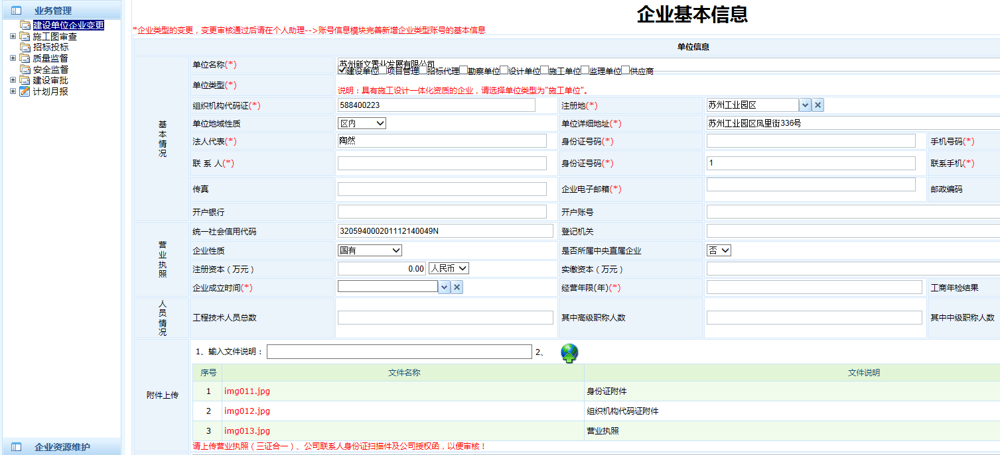 业务管理
建设单位企业变更
施工图审查
招标投标
质量监督
安全监督
建设审批
计划月报
企业资源维护
企业基本信息
*企业类型的变更，变更审核通过后请在个人助理-->账号信息模块完善新增企业类型账号的基本信息
单位信息
基本情况
单位名称(*) 苏州新文置业发展有限公司
单位类型(*) 建设单位 项目管理 招标代理 勘察单位 设计单位 施工单位 监理单位 供应商
说明：具有施工设计一体化资质的企业，请选择单位类型为"施工单位"。
组织机构代码证(*) 588400223 注册地(*) 苏州工业园区
单位地域性质 区内 单位详细地址(*) 苏州工业园区凤里街336号
法人代表(*) 陶然 身份证号码(*) 手机号码(*)
联 系 人(*) 身份证号码(*) 1 联系手机(*)
传真 企业电子邮箱(*) 邮政编码
开户银行 开户账号
营业执照
统一社会信用代码 320594000201112140049N 登记机关
企业性质 国有 是否所属中央直属企业 否
注册资本（万元） 0.00 人民币 实缴资本（万元）
企业成立时间(*) 经营年限(年)(*) 工商年检结果
人员情况
工程技术人员总数 其中高级职称人数 其中中级职称人数
附件上传
1、输入文件说明： 2、
序号 文件名称 文件说明
1 img011.jpg 身份证附件
2 img012.jpg 组织机构代码证附件
3 img013.jpg 营业执照
请上传营业执照（三证合一）、公司联系人身份证扫描件及公司授权函，以便审核！